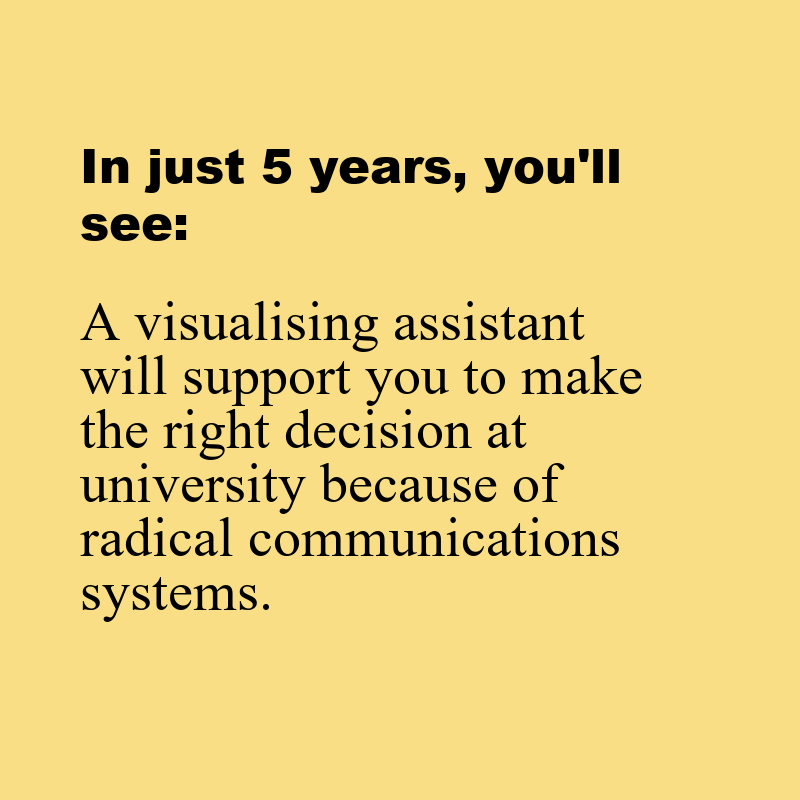 In just 5 years, you'll
see:
A visualising assistant
will support you to make
the right decision at
university because of
radical communications
systems.